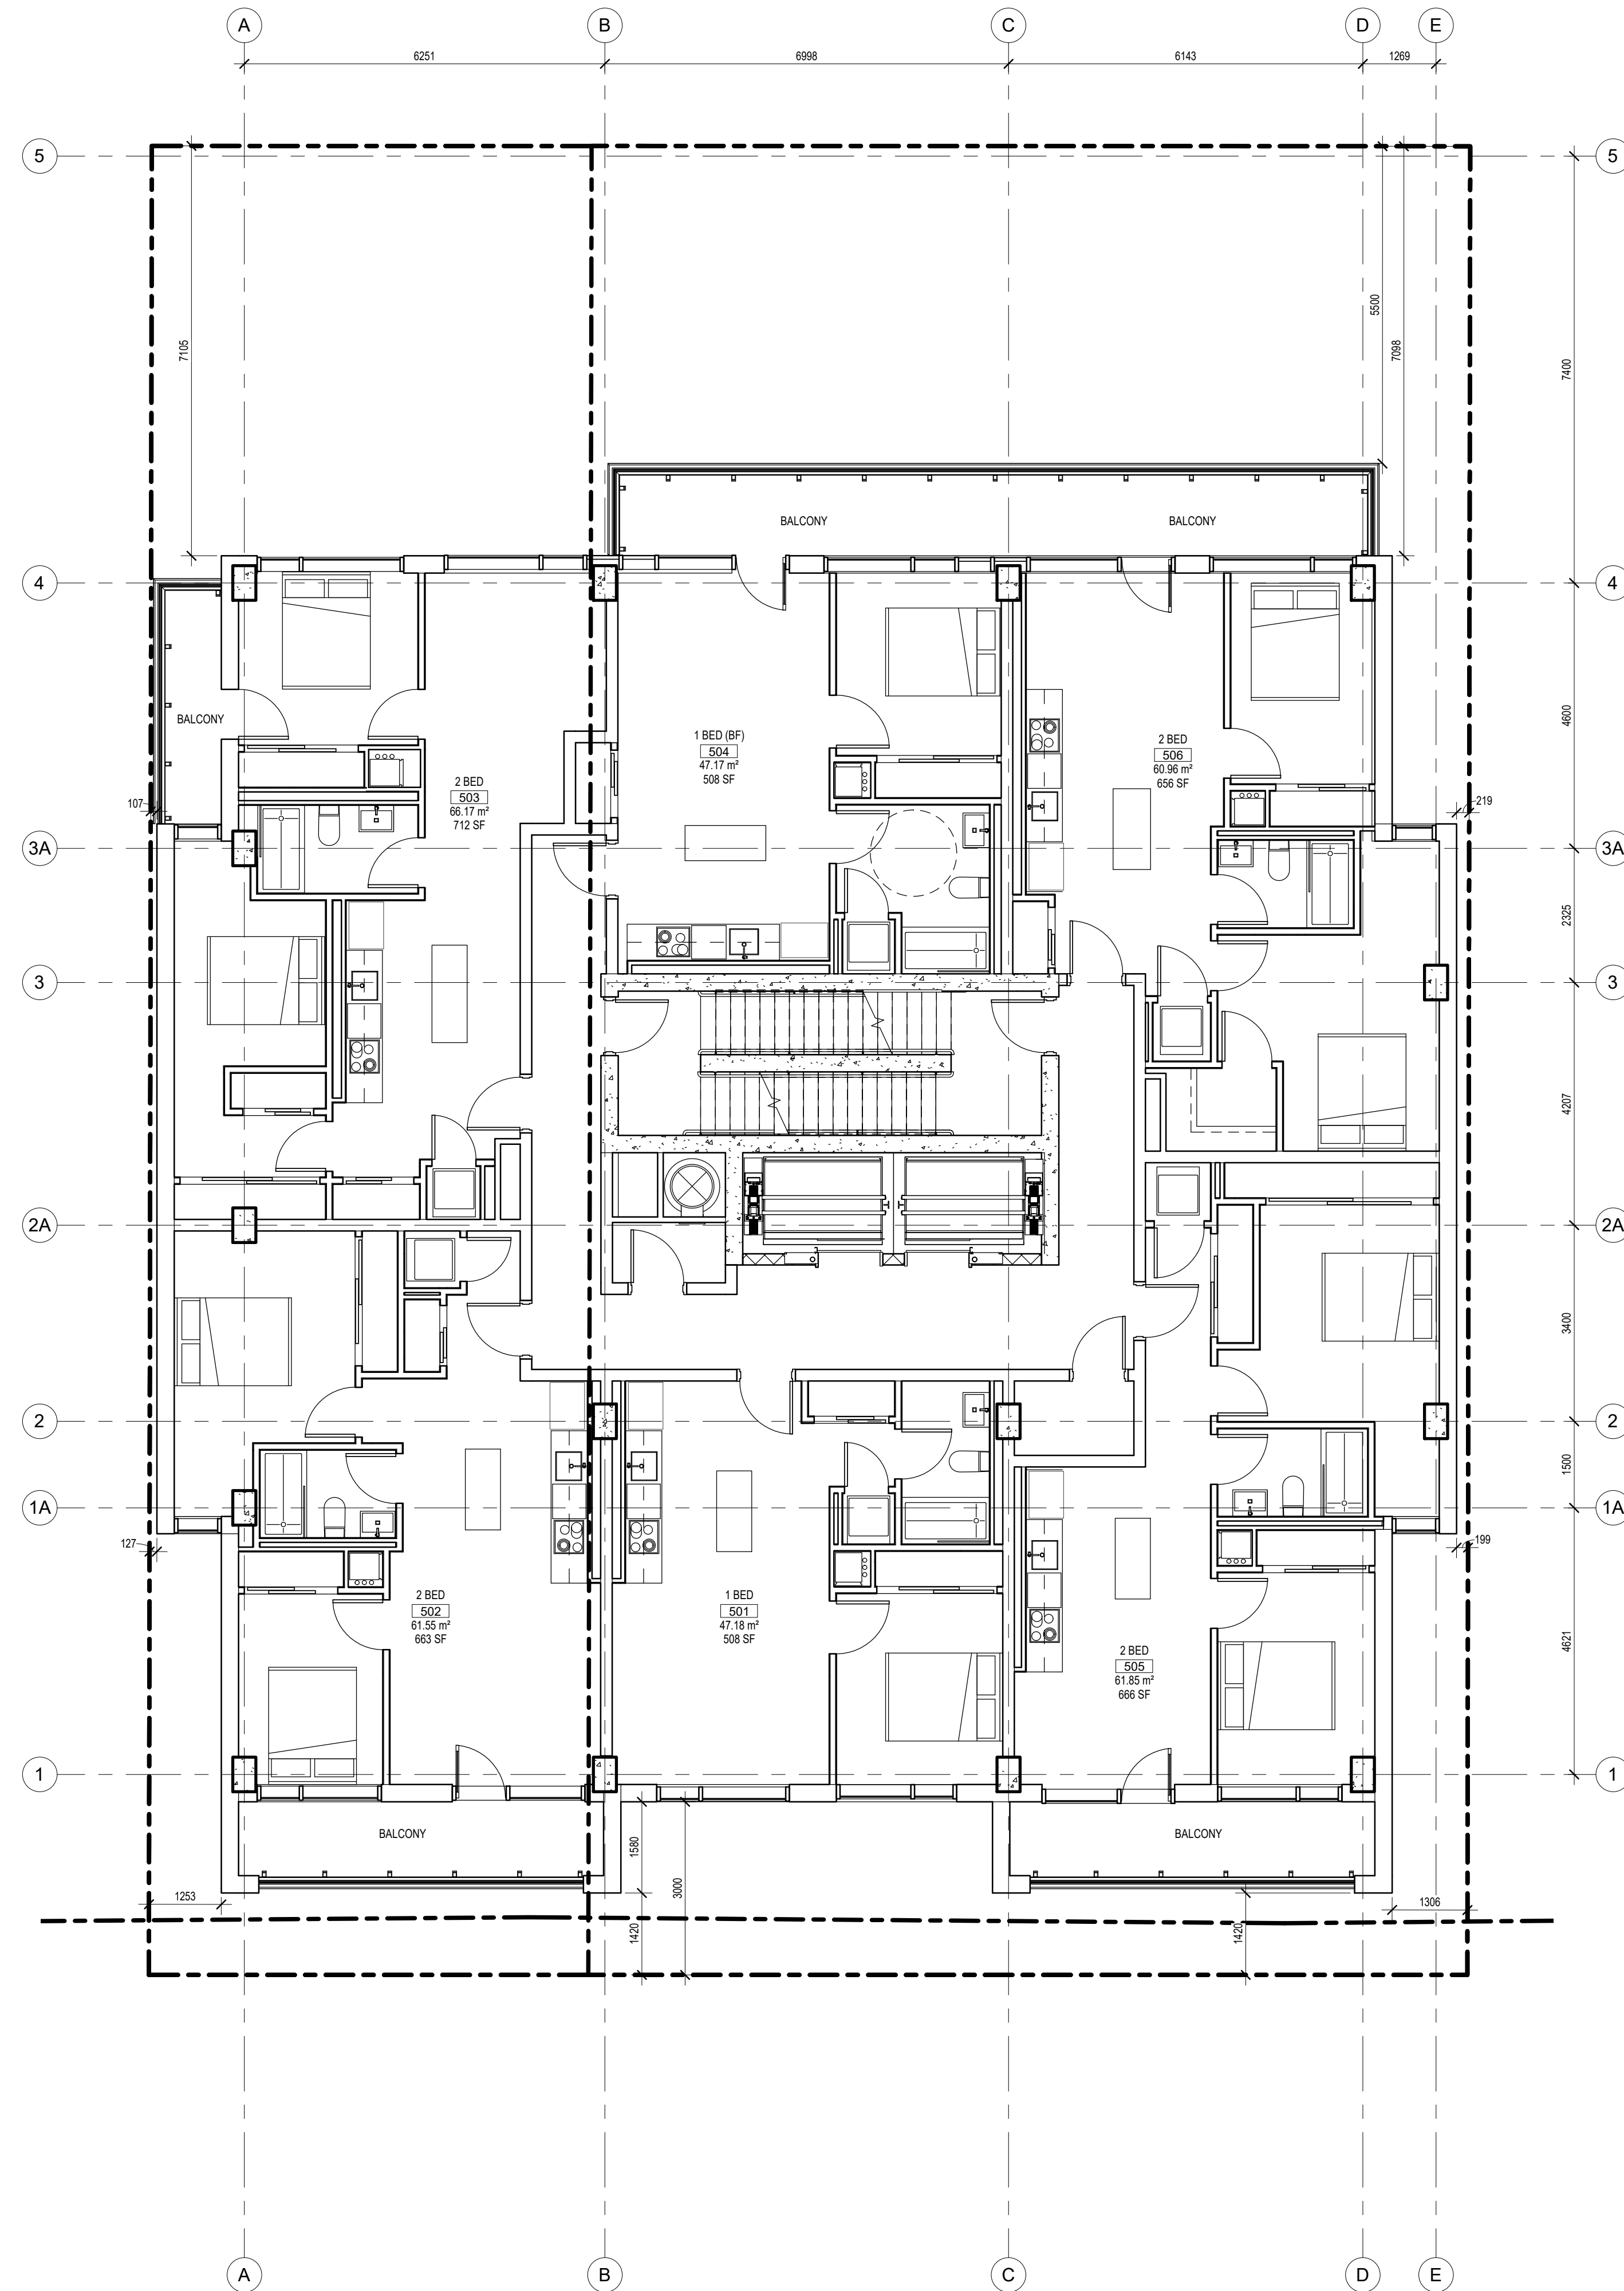 A
B
C
D
E
6251
6998
6143
1269
5
5
7105
5500
7098
7400
BALCONY
BALCONY
4
4
BALCONY
1 BED (BF)
504
47.17 m²
508 SF
2 BED
506
60.96 m²
656 SF
4600
2 BED
503
66.17 m²
712 SF
107
219
3A
3A
2325
3
3
4207
2A
2A
3400
2
2
1500
1A
1A
127
199
2 BED
502
61.55 m²
663 SF
1 BED
501
47.18 m²
508 SF
2 BED
505
61.85 m²
666 SF
4621
1
1
BALCONY
BALCONY
1580
3000
1253
1306
1420
1420
A
B
C
D
E